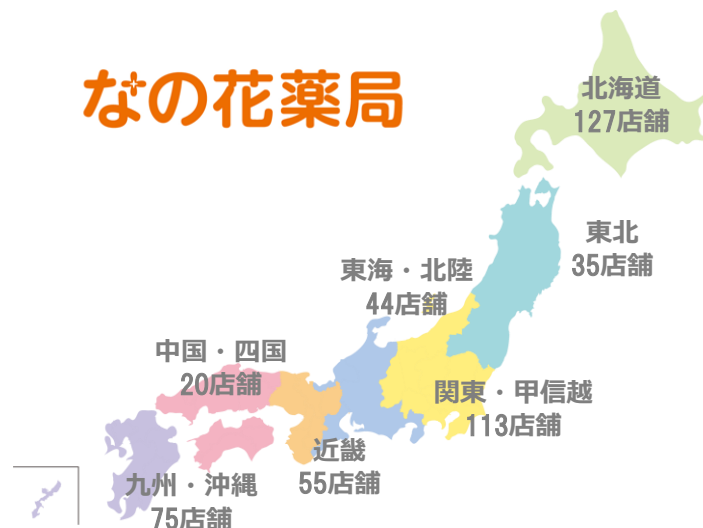 なの花薬局
北海道
127店舗
東北
35店舗
東海・北陸
44店舗
中国・四国
20店舗
関東・甲信越
113店舗
近畿
55店舗
九州・沖縄
75店舗